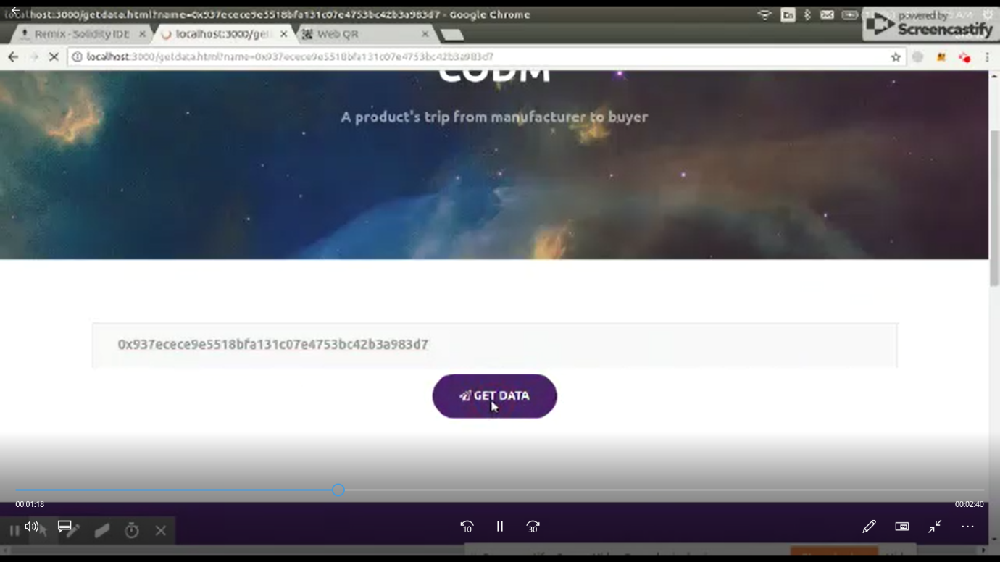 localhost:3000/getdata.html?name=0x937ecece9e5518bfa131c07e4753bc42b3a983d7 - Google Chrome
En
powered by
Screencastify
Remix - Solidity IDE
localhost:3000/get
Web QR
localhost:3000/getdata.html?name=0x937ecece9e5518bfa131c07e4753bc42b3a983d7
CODM
A product's trip from manufacturer to buyer
0x937ecece9e5518bfa131c07e4753bc42b3a983d7
GET DATA
00:01:18
00:02:40
10
30